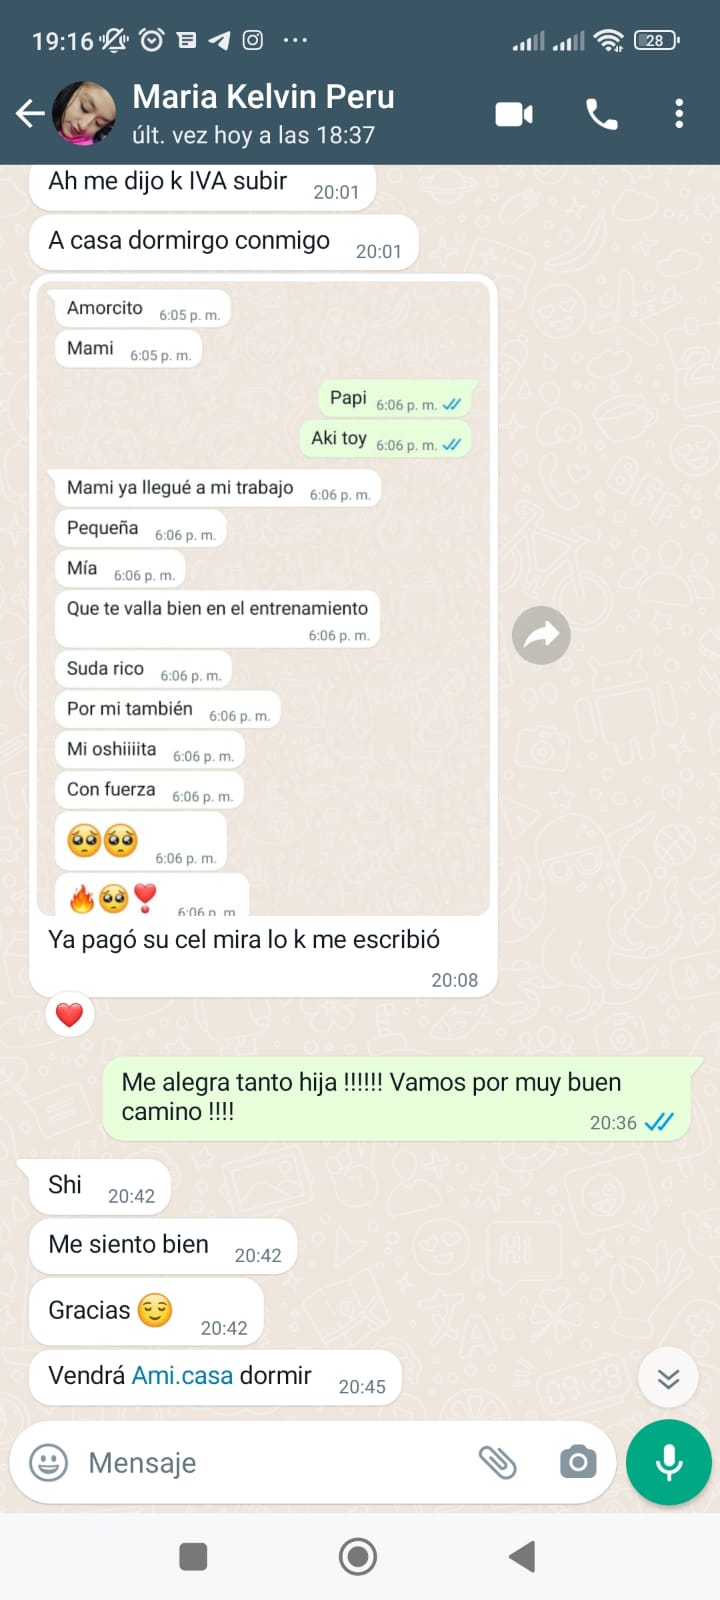 19:16
28
Maria Kelvin Peru
últ. vez hoy a las 18:37
Ah me dijo k IVA subir 20:01
A casa dormirgo conmigo 20:01
Amorcito 6:05 p. m.
Mami 6:05 p. m.
Papi 6:06 p. m.
Aki toy 6:06 p. m.
Mami ya llegué a mi trabajo 6:06 p. m.
Pequeña 6:06 p. m.
Mía 6:06 p. m.
Que te valla bien en el entrenamiento
6:06 p. m.
Suda rico 6:06 p. m.
Por mi también 6:06 p. m.
Mi oshiiiita 6:06 p. m.
Con fuerza 6:06 p. m.
🥺🥺 6:06 p. m.
🔥🥺❣️ 6:06 p. m.
Ya pagó su cel mira lo k me escribió
20:08
❤️
Me alegra tanto hija !!!!!! Vamos por muy buen
camino !!!! 20:36
Shi 20:42
Me siento bien 20:42
Gracias 😌 20:42
Vendrá Ami.casa dormir 20:45
Mensaje